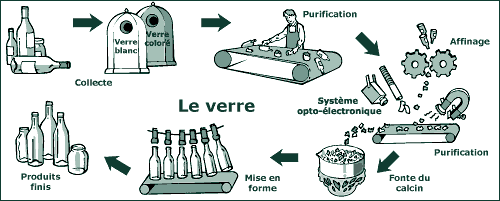 Collecte
Verre
blanc
Verre
coloré
Purification
Affinage
Système
opto-électronique
Purification
Le verre
Fonte du
calcin
Mise en
forme
Produits
finis